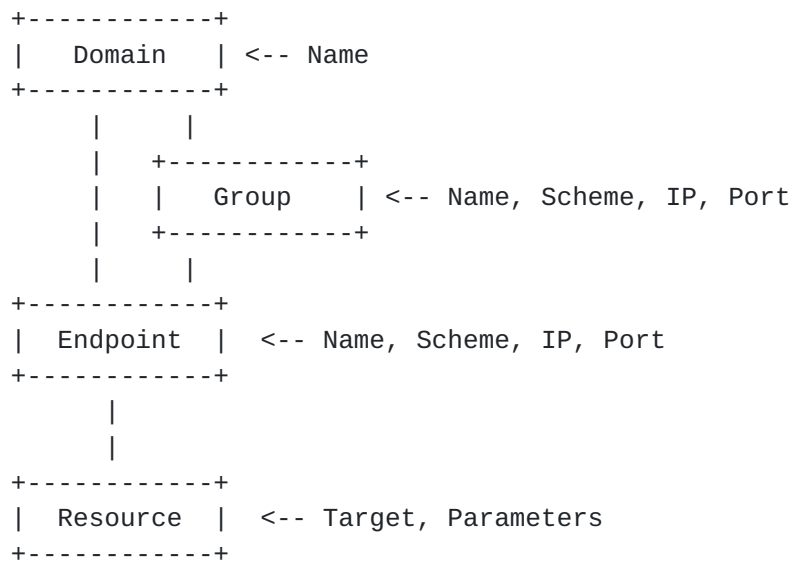 Domain <-- Name
Group <-- Name, Scheme, IP, Port
Endpoint <-- Name, Scheme, IP, Port
Resource <-- Target, Parameters